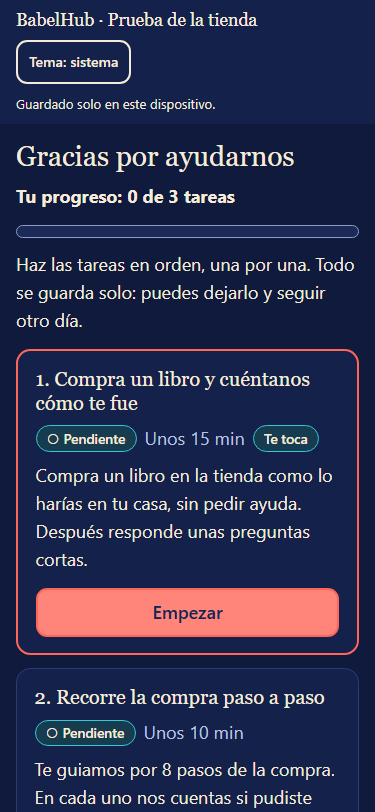 BabelHub · Prueba de la tienda
Tema: sistema
Guardado solo en este dispositivo.
Gracias por ayudarnos
Tu progreso: 0 de 3 tareas
Haz las tareas en orden, una por una. Todo
se guarda solo: puedes dejarlo y seguir
otro día.
1. Compra un libro y cuéntanos
cómo te fue
Pendiente Unos 15 min Te toca
Compra un libro en la tienda como lo
harías en tu casa, sin pedir ayuda.
Después responde unas preguntas
cortas.
Empezar
2. Recorre la compra paso a paso
Pendiente Unos 10 min
Te guiamos por 8 pasos de la compra.
En cada uno nos cuentas si pudiste